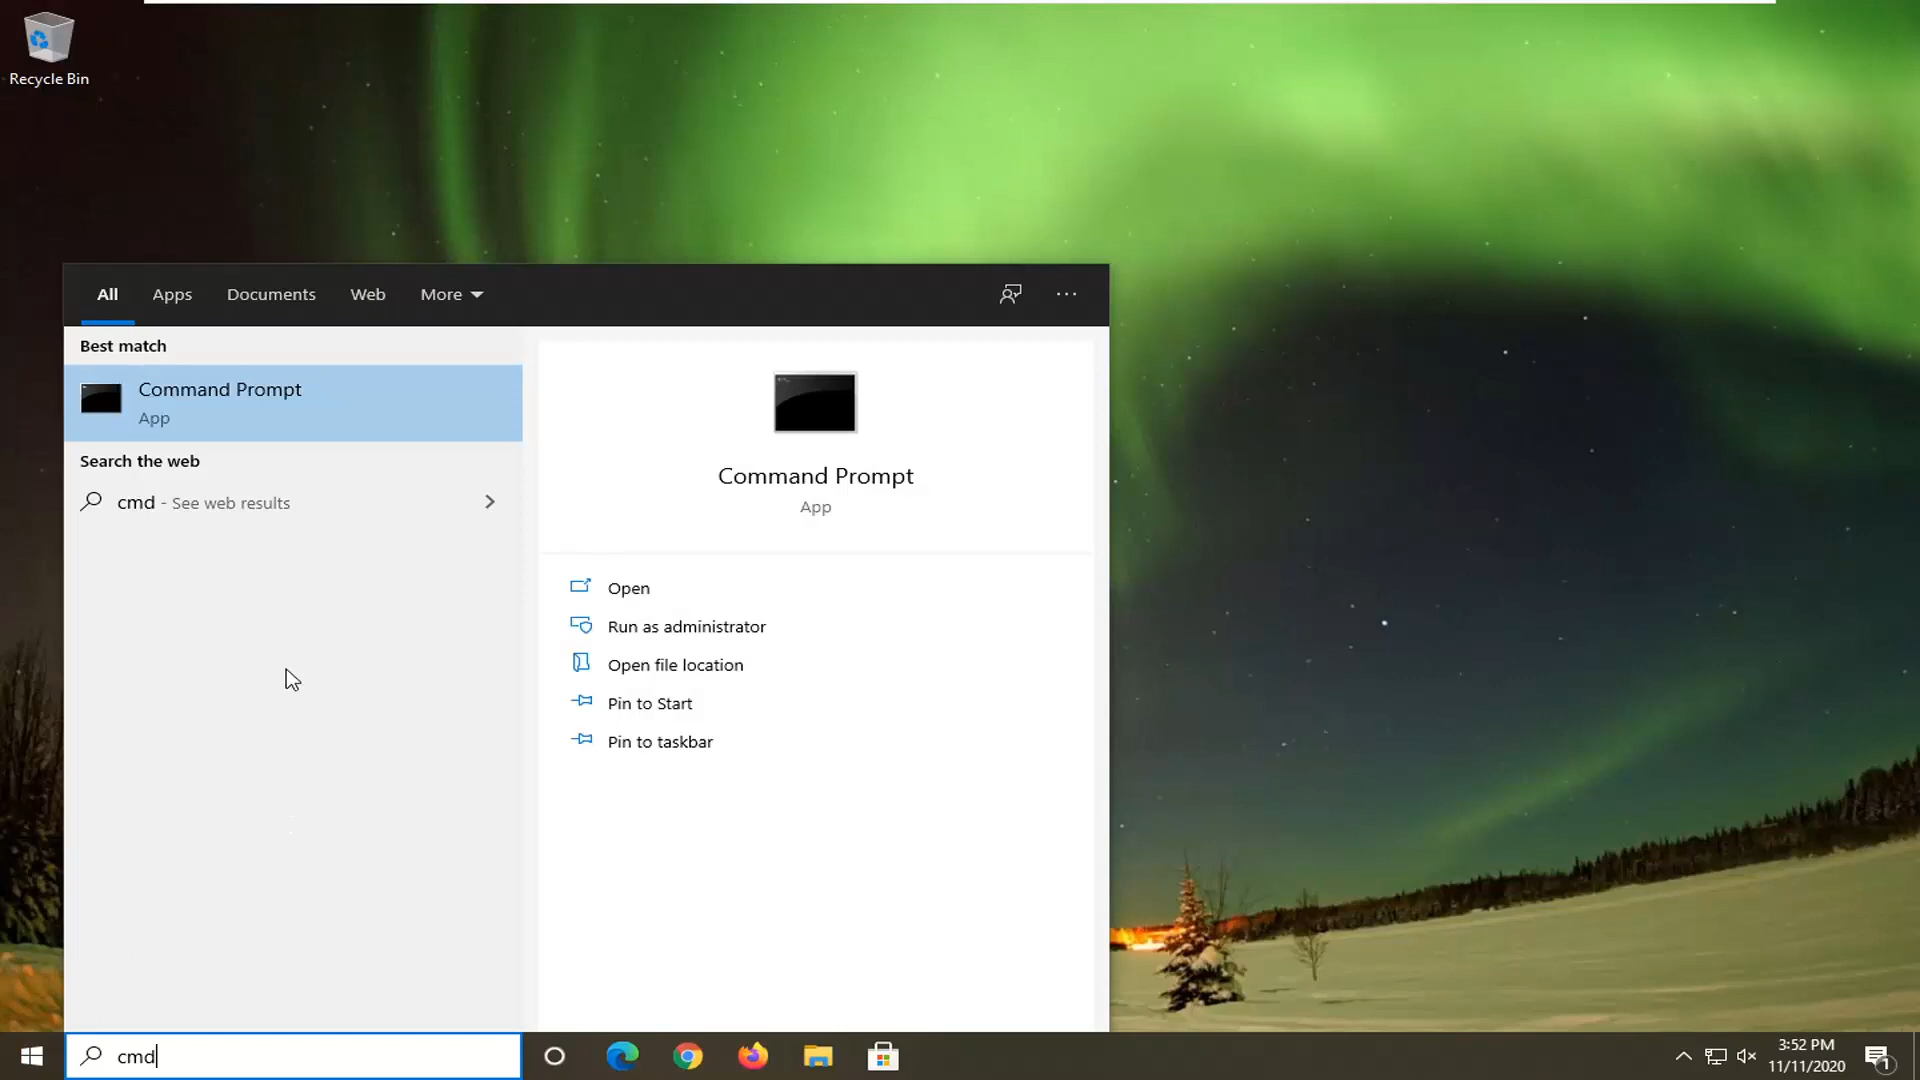 Recycle Bin
All Apps Documents Web More
Best match
Command Prompt
App
Search the web
cmd - See web results
Command Prompt
App
Open
Run as administrator
Open file location
Pin to Start
Pin to taskbar
cmd
3:52 PM
11/11/2020
1